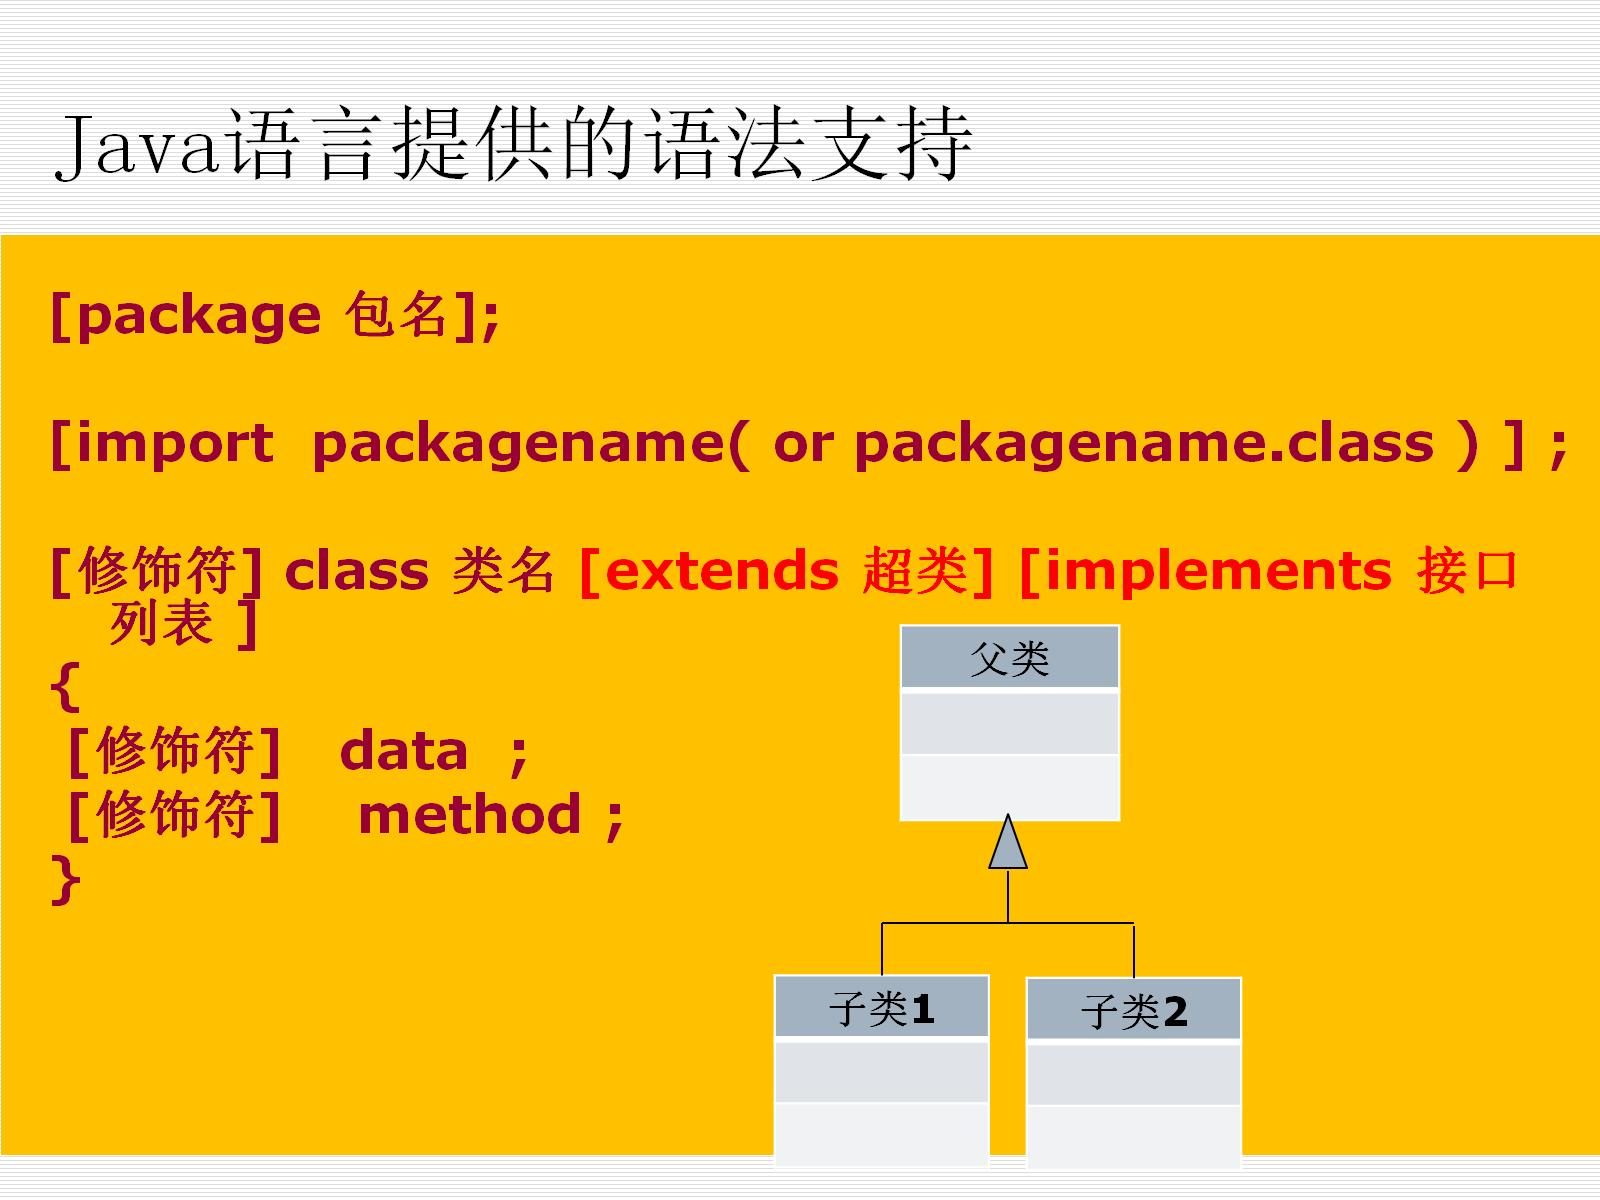 Java语言提供的语法支持
[package 包名];
[import  packagename( or packagename.class ) ] ;
[修饰符] class 类名 [extends 超类] [implements 接口
列表 ]
{
[修饰符]   data  ;
[修饰符]    method ;
}
父类
子类1
子类2